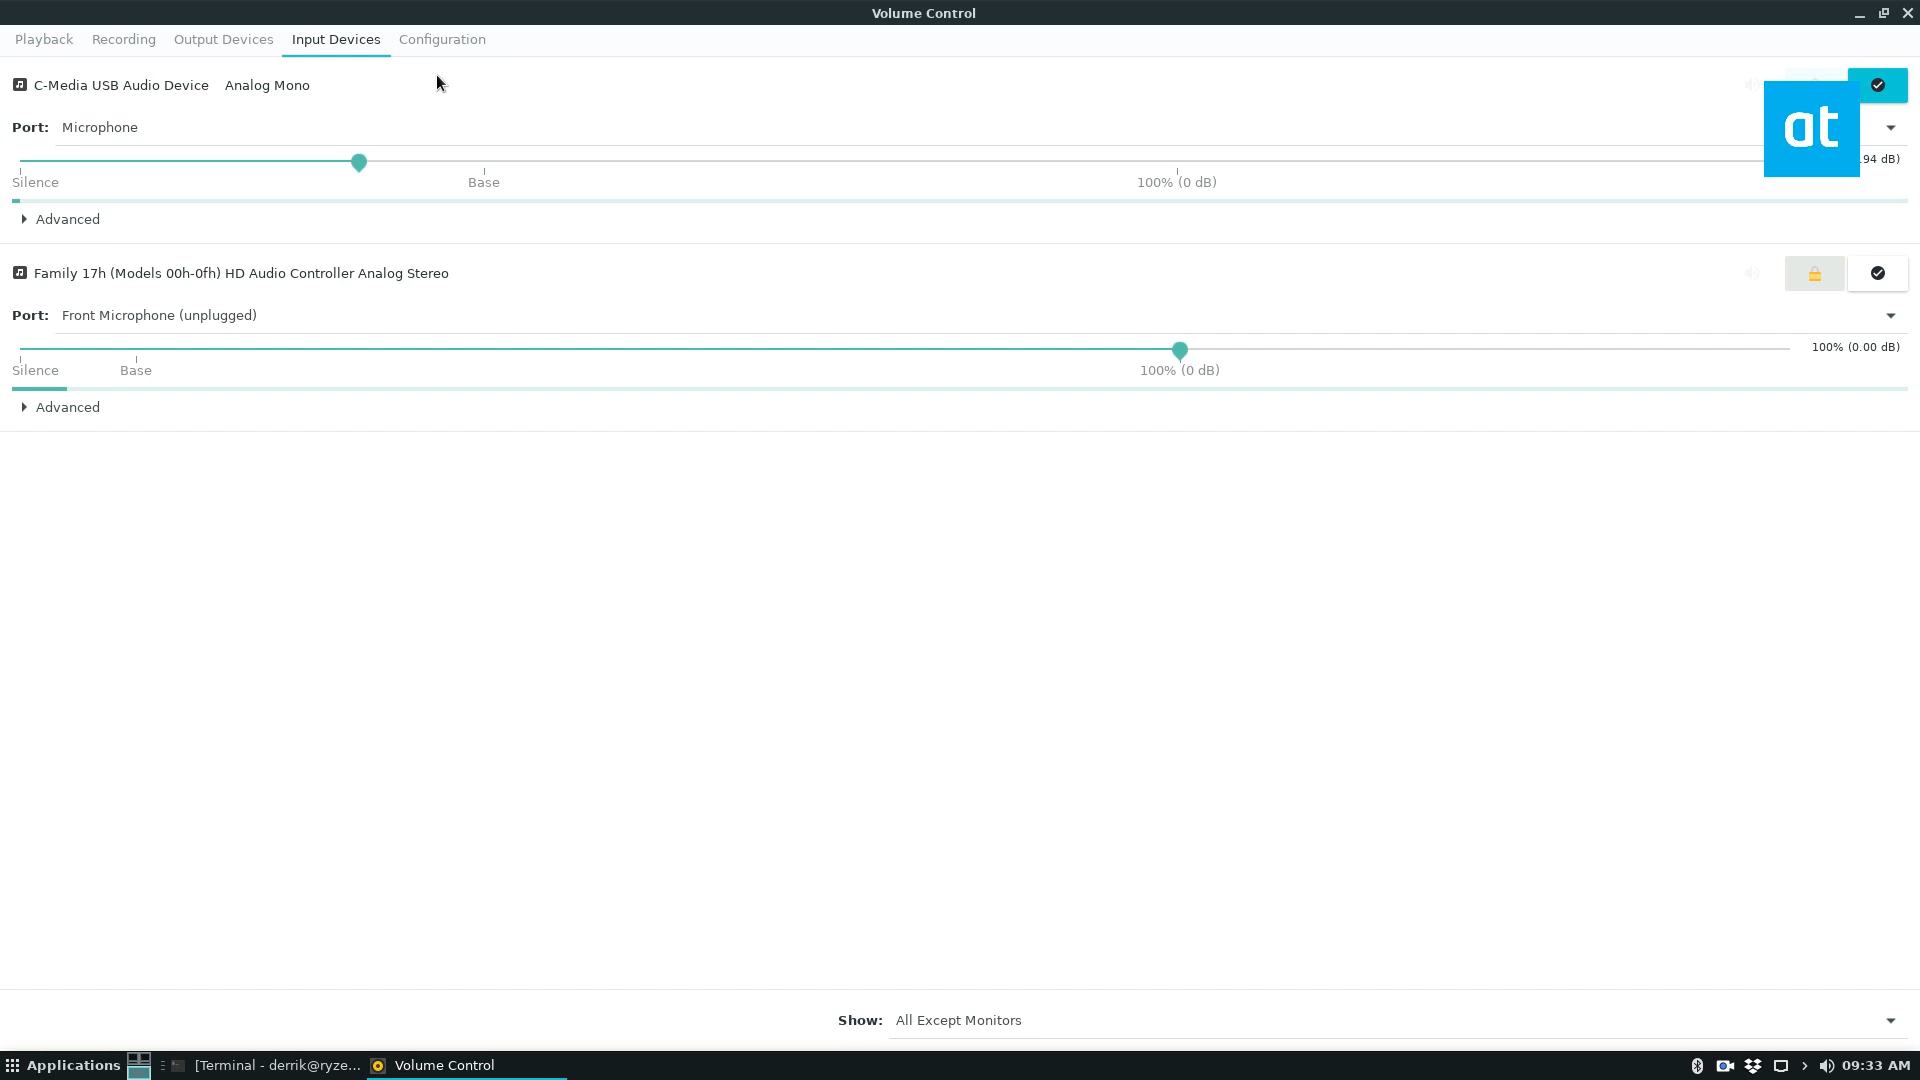 Volume Control
Playback Recording Output Devices Input Devices Configuration
C-Media USB Audio Device Analog Mono
at
Port: Microphone
94 dB)
Silence Base 100% (0 dB)
Advanced
Family 17h (Models 00h-0fh) HD Audio Controller Analog Stereo
Port: Front Microphone (unplugged)
100% (0.00 dB)
Silence Base 100% (0 dB)
Advanced
Show: All Except Monitors
Applications [Terminal - derrik@ryze... Volume Control 09:33 AM